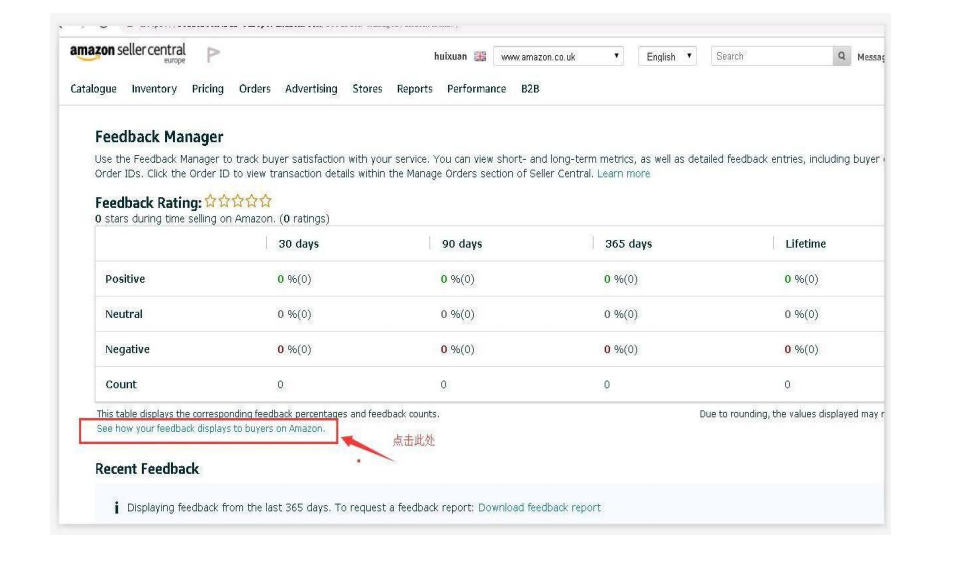 amazon seller central
europe
huixuan www.amazon.co.uk English Search
Catalogue Inventory Pricing Orders Advertising Stores Reports Performance B2B
Feedback Manager
Use the Feedback Manager to track buyer satisfaction with your service. You can view short- and long-term metrics, as well as detailed feedback entries, including buyer
Order IDs. Click the Order ID to view transaction details within the Manage Orders section of Seller Central. Learn more
Feedback Rating:
0 stars during time selling on Amazon. (0 ratings)
30 days 90 days 365 days Lifetime
Positive 0 %(0) 0 %(0) 0 %(0) 0 %(0)
Neutral 0 %(0) 0 %(0) 0 %(0) 0 %(0)
Negative 0 %(0) 0 %(0) 0 %(0) 0 %(0)
Count 0 0 0 0
This table displays the corresponding feedback percentages and feedback counts. Due to rounding, the values displayed may
See how your feedback displays to buyers on Amazon.
点击此处
Recent Feedback
Displaying feedback from the last 365 days. To request a feedback report: Download feedback report